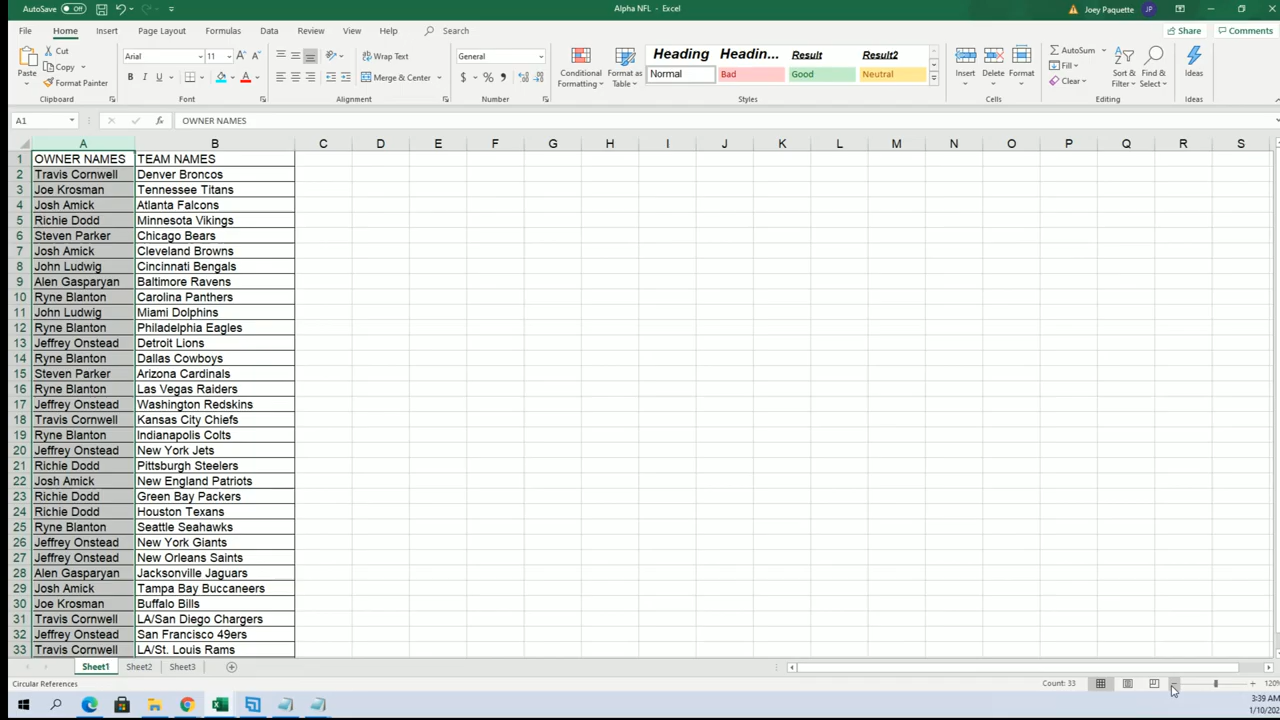 AutoSave Off Alpha NFL - Excel Joey Paquette JP
File Home Insert Draw Page Layout Formulas Data Review View Help Search Share Comments
Cut Arial 11 Wrap Text General Heading Headin... Result Result2 AutoSum
Copy Fill
Paste Format Painter B I U A Merge & Center $ % Conditional Formatting Format as Table Normal Bad Good Neutral Insert Delete Format Clear Sort & Filter Find & Select Ideas
Clipboard Font Alignment Number Styles Cells Editing Ideas
A1 fx OWNER NAMES
A B C D E F G H I J K L M N O P Q R S
1 OWNER NAMES TEAM NAMES
2 Travis Cornwell Denver Broncos
3 Joe Krosman Tennessee Titans
4 Josh Amick Atlanta Falcons
5 Richie Dodd Minnesota Vikings
6 Steven Parker Chicago Bears
7 Josh Amick Cleveland Browns
8 John Ludwig Cincinnati Bengals
9 Alen Gasparyan Baltimore Ravens
10 Ryne Blanton Carolina Panthers
11 John Ludwig Miami Dolphins
12 Ryne Blanton Philadelphia Eagles
13 Jeffrey Onstead Detroit Lions
14 Ryne Blanton Dallas Cowboys
15 Steven Parker Arizona Cardinals
16 Ryne Blanton Las Vegas Raiders
17 Jeffrey Onstead Washington Redskins
18 Travis Cornwell Kansas City Chiefs
19 Ryne Blanton Indianapolis Colts
20 Jeffrey Onstead New York Jets
21 Richie Dodd Pittsburgh Steelers
22 Josh Amick New England Patriots
23 Richie Dodd Green Bay Packers
24 Richie Dodd Houston Texans
25 Ryne Blanton Seattle Seahawks
26 Jeffrey Onstead New York Giants
27 Jeffrey Onstead New Orleans Saints
28 Alen Gasparyan Jacksonville Jaguars
29 Josh Amick Tampa Bay Buccaneers
30 Joe Krosman Buffalo Bills
31 Travis Cornwell LA/San Diego Chargers
32 Jeffrey Onstead San Francisco 49ers
33 Travis Cornwell LA/St. Louis Rams
Sheet1 Sheet2 Sheet3
Circular References Count: 33 120%
3:39 AM
1/10/202